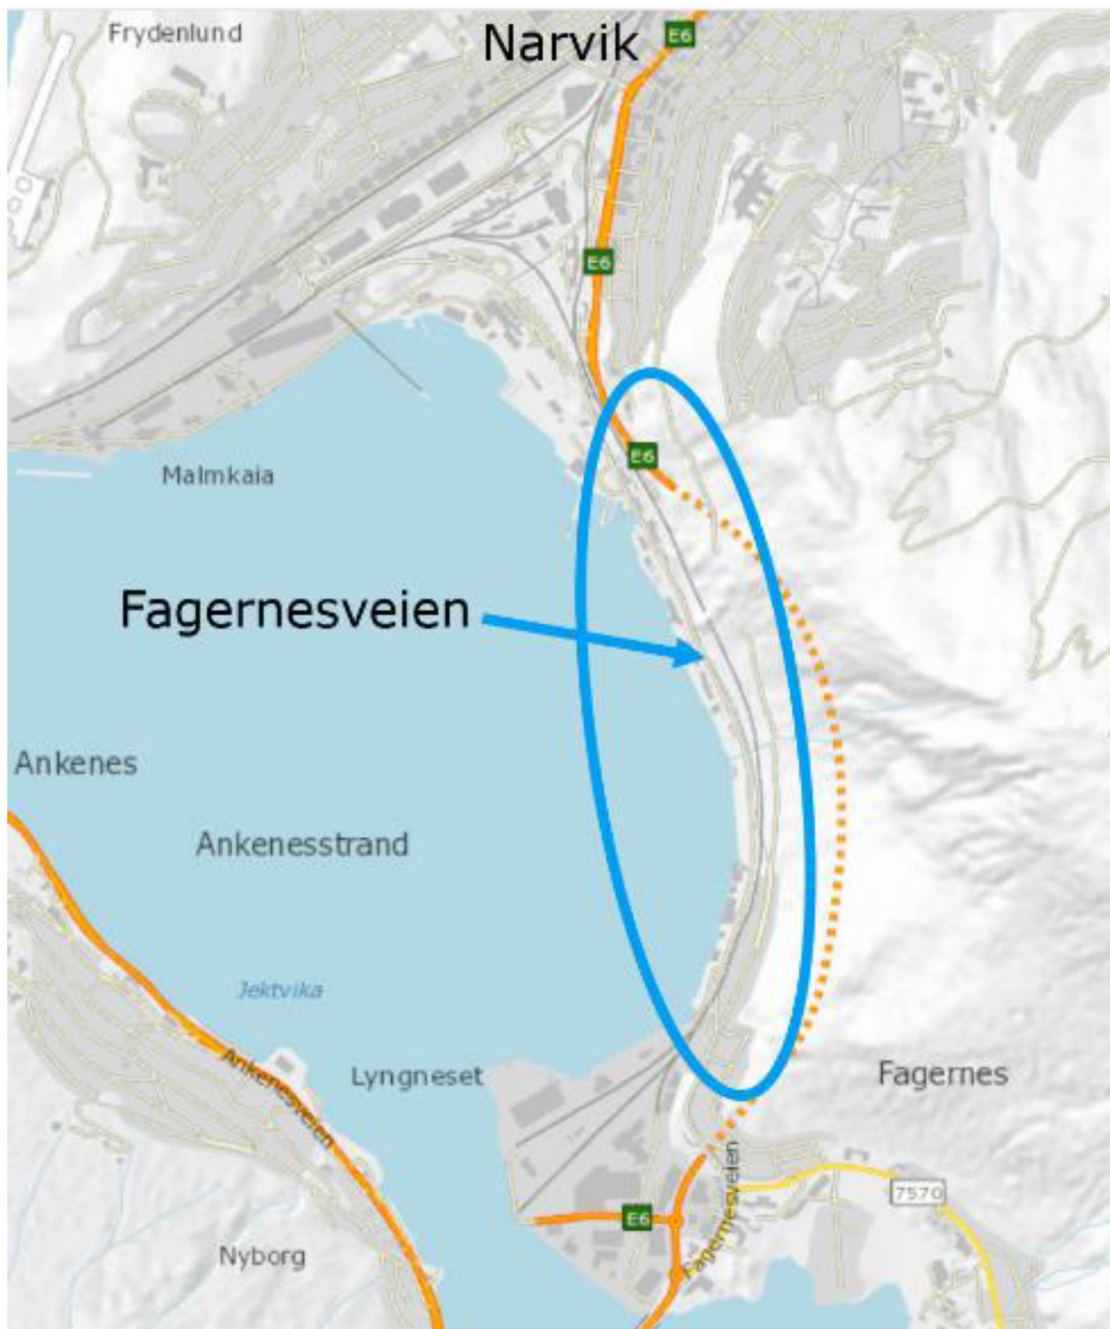 Frydenlund
Narvik
E6
E6
Malmkaia
E6
Fagernesveien
Ankenes
Ankenesstrand
Jektvika
Ankenesveien
Lyngneset
Fagernes
Fagernesveien
7570
E6
Nyborg